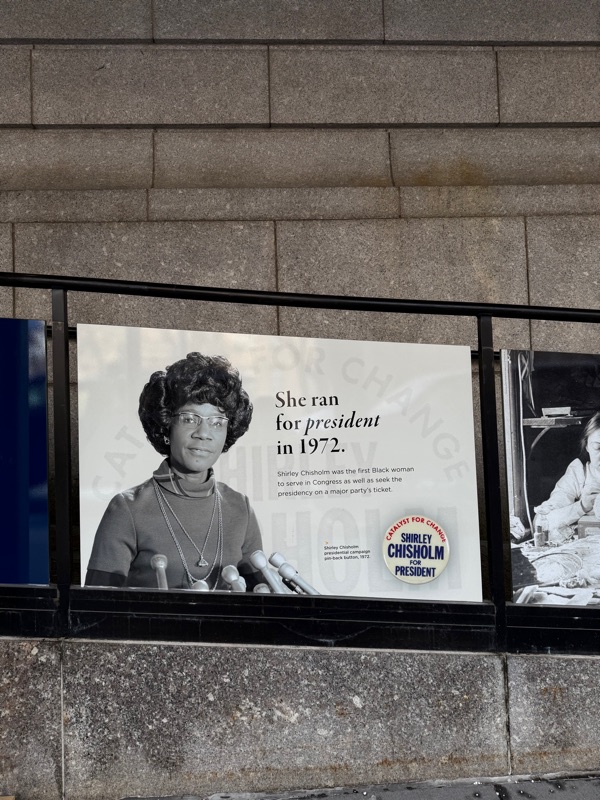 She ran
for president
in 1972.
Shirley Chisholm was the first Black woman
to serve in Congress as well as seek the
presidency on a major party's ticket.
Shirley Chisholm
presidential campaign
pin-back button, 1972.
CATALYST FOR CHANGE
SHIRLEY
CHISHOLM
FOR
PRESIDENT